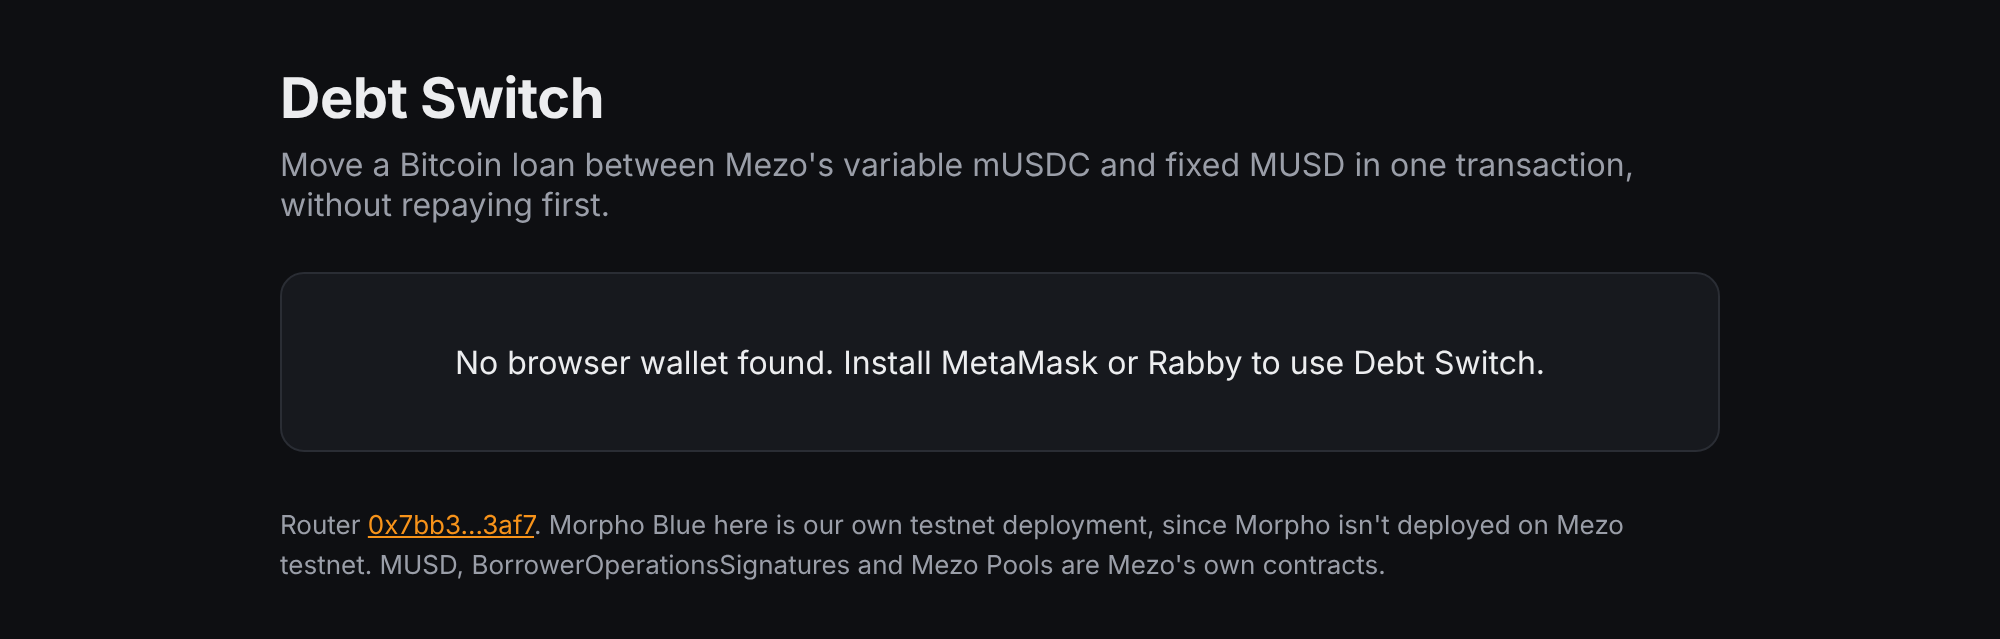 Debt Switch
Move a Bitcoin loan between Mezo's variable mUSDC and fixed MUSD in one transaction,
without repaying first.
No browser wallet found. Install MetaMask or Rabby to use Debt Switch.
Router 0x7bb3...3af7. Morpho Blue here is our own testnet deployment, since Morpho isn't deployed on Mezo
testnet. MUSD, BorrowerOperationsSignatures and Mezo Pools are Mezo's own contracts.